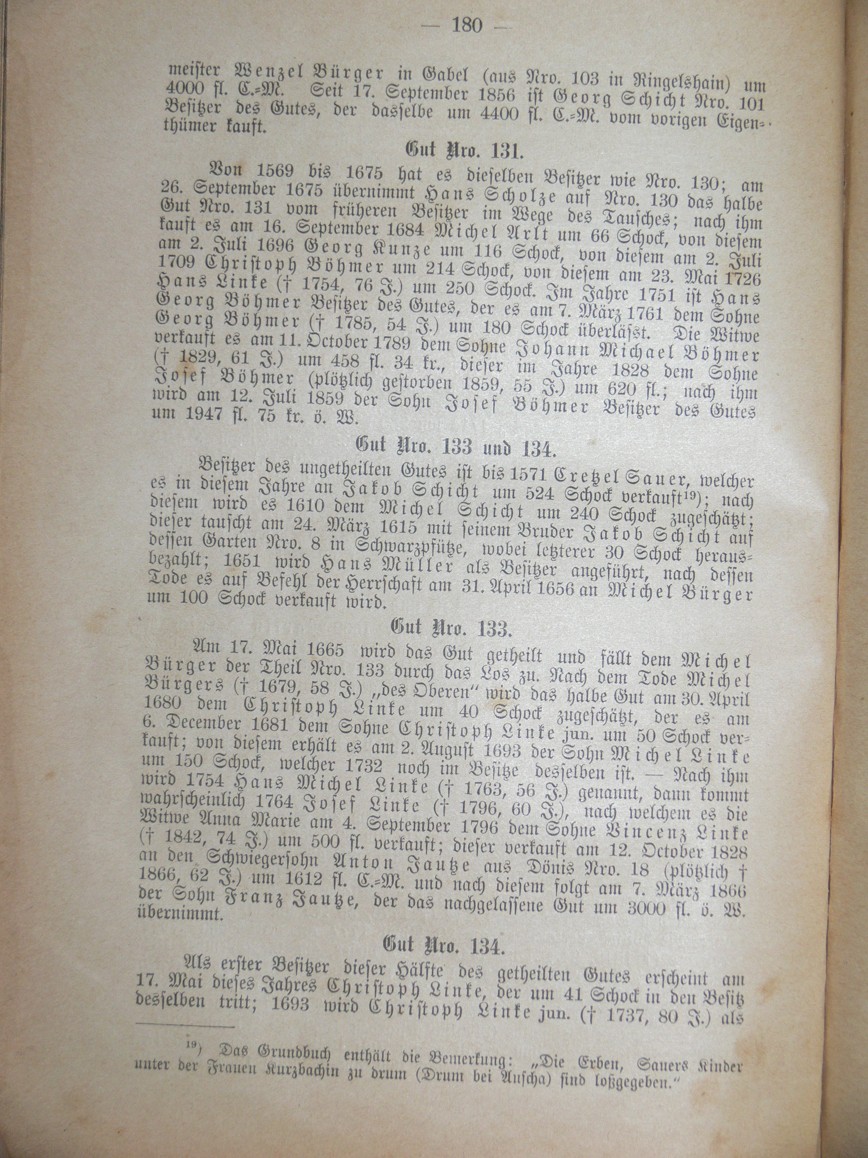 — 180 —
meister Wenzel Bürger in Gabel (aus Nro. 103 in Ringelshain) um
4000 fl. C.=M. Seit 17. September 1856 ist Georg Schicht Nro. 101
Besitzer des Gutes, der dasselbe um 4400 fl. C.=M. vom vorigen Eigen=
thümer kauft.
Gut Nro. 131.
Von 1569 bis 1675 hat es dieselben Besitzer wie Nro. 130; am
26. September 1675 übernimmt Hans Scholze auf Nro. 130 das halbe
Gut Nro. 131 vom früheren Besitzer im Wege des Tausches; nach ihm
kauft es am 16. September 1684 Michel Arlt um 66 Schock, von diesem
am 2. Juli 1696 Georg Kunze um 116 Schock, von diesem am 2. Juli
1709 Christoph Böhmer um 214 Schock, von diesem am 23. Mai 1726
Hans Linke († 1754, 76 J.) um 250 Schock. Im Jahre 1751 ist Hans
Georg Böhmer Besitzer des Gutes, der es am 7. März 1761 dem Sohne
Georg Böhmer († 1785, 54 J.) um 180 Schock überläßt. Die Witwe
verkauft es am 11. October 1789 dem Sohne Johann Michael Böhmer
(† 1829, 61 J.) um 458 fl. 34 kr., dieser im Jahre 1828 dem Sohne
Josef Böhmer (plötzlich gestorben 1859, 55 J.) um 620 fl.; nach ihm
wird am 12. Juli 1859 der Sohn Josef Böhmer Besitzer des Gutes
um 1947 fl. 75 kr. ö. W.
Gut Nro. 133 und 134.
Besitzer des ungetheilten Gutes ist bis 1571 Cretzel Sauer, welcher
es in diesem Jahre an Jakob Schicht um 524 Schock verkauft¹⁹); nach
diesem wird es 1610 dem Michel Schicht um 240 Schock zugeschätzt;
dieser tauscht am 24. März 1615 mit seinem Bruder Jakob Schicht auf
dessen Garten Nro. 8 in Schwarzpfütze, wobei letzterer 30 Schock heraus=
bezahlt; 1651 wird Hans Müller als Besitzer angeführt, nach dessen
Tode es auf Befehl der Herrschaft am 31. April 1656 an Michel Bürger
um 100 Schock verkauft wird.
Gut Nro. 133.
Am 17. Mai 1665 wird das Gut getheilt und fällt dem Michel
Bürger der Theil Nro. 133 durch das Los zu. Nach dem Tode Michel
Bürgers († 1679, 58 J.) „des Oberen“ wird das halbe Gut am 30. April
1680 dem Christoph Linke um 40 Schock zugeschätzt, der es am
6. December 1681 dem Sohne Christoph Linke jun. um 50 Schock ver=
kauft; von diesem erhält es am 2. August 1693 der Sohn Michel Linke
um 150 Schock, welcher 1732 noch im Besitze desselben ist. — Nach ihm
wird 1754 Hans Michel Linke († 1763, 56 J.) genannt, dann kommt
wahrscheinlich 1764 Josef Linke († 1796, 60 J.), nach welchem es die
Witwe Anna Marie am 4. September 1796 dem Sohne Vincenz Linke
(† 1842, 74 J.) um 500 fl. verkauft; dieser verkauft am 12. October 1828
an den Schwiegersohn Anton Jautze aus Dönis Nro. 18 (plötzlich †
1866, 62 J.) um 1612 fl. C.=M. und nach diesem folgt am 7. März 1866
der Sohn Franz Jautze, der das nachgelassene Gut um 3000 fl. ö. W.
übernimmt.
Gut Nro. 134.
Als erster Besitzer dieser Hälfte des getheilten Gutes erscheint am
17. Mai dieses Jahres Christoph Linke, der um 41 Schock in den Besitz
desselben tritt; 1693 wird Christoph Linke jun. († 1737, 80 J.) als
¹⁹) Das Grundbuch enthält die Bemerkung: „Die Erben, Sauers Kinder
unter der Frauen Kurzbachin zu drum (Drum bei Auscha) sind loßgegeben.“